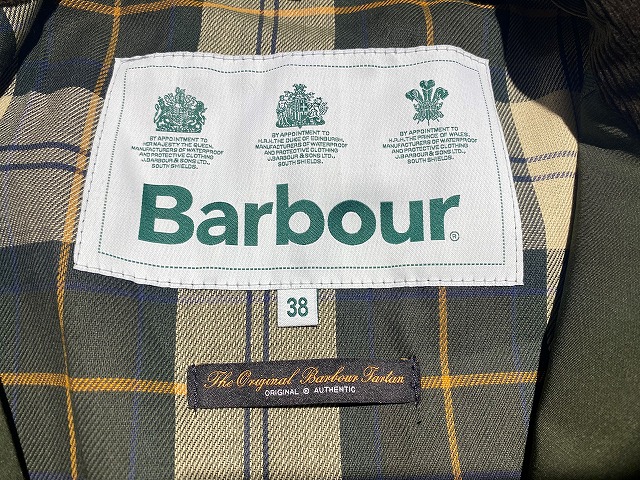 BY APPOINTMENT TO
HER MAJESTY THE QUEEN,
MANUFACTURERS OF WATERPROOF
AND PROTECTIVE CLOTHING
J.BARBOUR & SONS LTD.,
SOUTH SHIELDS.
BY APPOINTMENT TO
H.R.H. THE DUKE OF EDINBURGH,
MANUFACTURERS OF WATERPROOF
AND PROTECTIVE CLOTHING
J.BARBOUR & SONS LTD.,
SOUTH SHIELDS.
BY APPOINTMENT TO
H.R.H. THE PRINCE OF WALES,
MANUFACTURERS OF WATERPROOF
AND PROTECTIVE CLOTHING
J.BARBOUR & SONS LTD.,
SOUTH SHIELDS.
Barbour®
38
The Original Barbour Tartan
ORIGINAL & AUTHENTIC